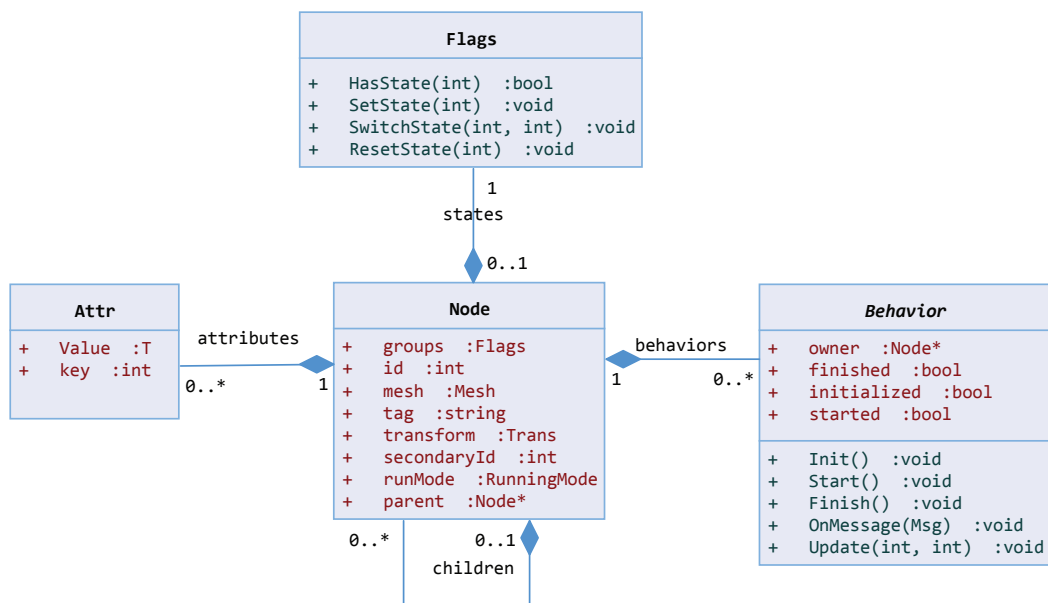 Flags
+ HasState(int) :bool
+ SetState(int) :void
+ SwitchState(int, int) :void
+ ResetState(int) :void
1
states
0..1
Attr
+ Value :T
+ key :int
attributes
0..*
1
Node
+ groups :Flags
+ id :int
+ mesh :Mesh
+ tag :string
+ transform :Trans
+ secondaryId :int
+ runMode :RunningMode
+ parent :Node*
behaviors
1
0..*
Behavior
+ owner :Node*
+ finished :bool
+ initialized :bool
+ started :bool
+ Init() :void
+ Start() :void
+ Finish() :void
+ OnMessage(Msg) :void
+ Update(int, int) :void
0..*
0..1
children